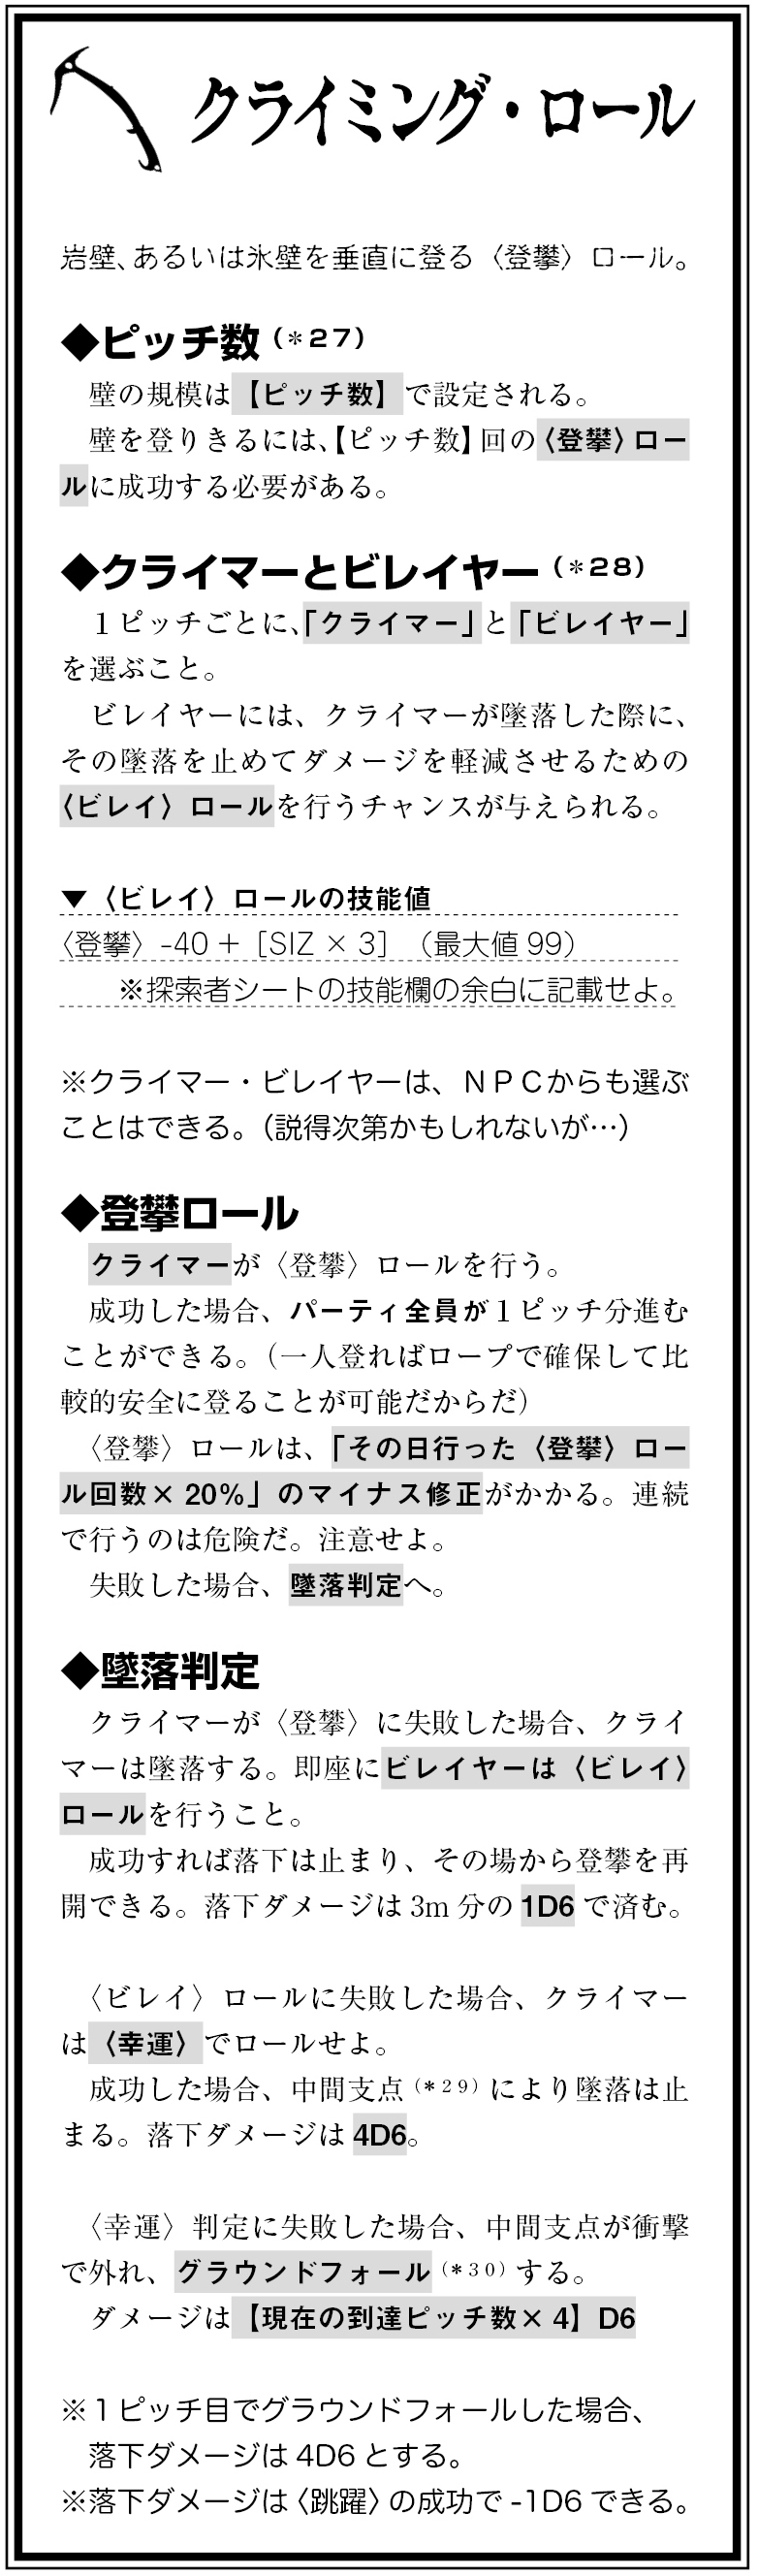 クライミング・ロール
岩壁、あるいは氷壁を垂直に登る〈登攀〉ロール。
◆ピッチ数（＊27）
壁の規模は【ピッチ数】で設定される。
壁を登りきるには、【ピッチ数】回の〈登攀〉ロー
ルに成功する必要がある。
◆クライマーとビレイヤー（＊28）
１ピッチごとに、「クライマー」と「ビレイヤー」
を選ぶこと。
ビレイヤーには、クライマーが墜落した際に、
その墜落を止めてダメージを軽減させるための
〈ビレイ〉ロールを行うチャンスが与えられる。
▼〈ビレイ〉ロールの技能値
〈登攀〉-40＋［SIZ × 3］（最大値 99）
※探索者シートの技能欄の余白に記載せよ。
※クライマー・ビレイヤーは、ＮＰＣからも選ぶ
ことはできる。（説得次第かもしれないが…）
◆登攀ロール
クライマーが〈登攀〉ロールを行う。
成功した場合、パーティ全員が１ピッチ分進む
ことができる。（一人登ればロープで確保して比
較的安全に登ることが可能だからだ）
〈登攀〉ロールは、「その日行った〈登攀〉ロー
ル回数× 20％」のマイナス修正がかかる。連続
で行うのは危険だ。注意せよ。
失敗した場合、墜落判定へ。
◆墜落判定
クライマーが〈登攀〉に失敗した場合、クライ
マーは墜落する。即座にビレイヤーは〈ビレイ〉
ロールを行うこと。
成功すれば落下は止まり、その場から登攀を再
開できる。落下ダメージは 3m 分の 1D6 で済む。
〈ビレイ〉ロールに失敗した場合、クライマー
は〈幸運〉でロールせよ。
成功した場合、中間支点（＊29）により墜落は止
まる。落下ダメージは 4D6。
〈幸運〉判定に失敗した場合、中間支点が衝撃
で外れ、グラウンドフォール（＊30）する。
ダメージは【現在の到達ピッチ数× 4】D6
※１ピッチ目でグラウンドフォールした場合、
落下ダメージは 4D6 とする。
※落下ダメージは〈跳躍〉の成功で -1D6 できる。